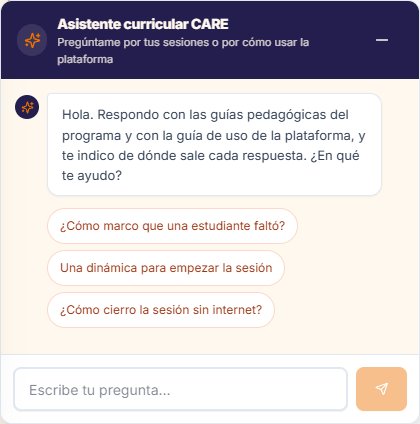 Asistente curricular CARE
Pregúntame por tus sesiones o por cómo usar la
plataforma
Hola. Respondo con las guías pedagógicas del
programa y con la guía de uso de la plataforma, y
te indico de dónde sale cada respuesta. ¿En qué
te ayudo?
¿Cómo marco que una estudiante faltó?
Una dinámica para empezar la sesión
¿Cómo cierro la sesión sin internet?
Escribe tu pregunta...